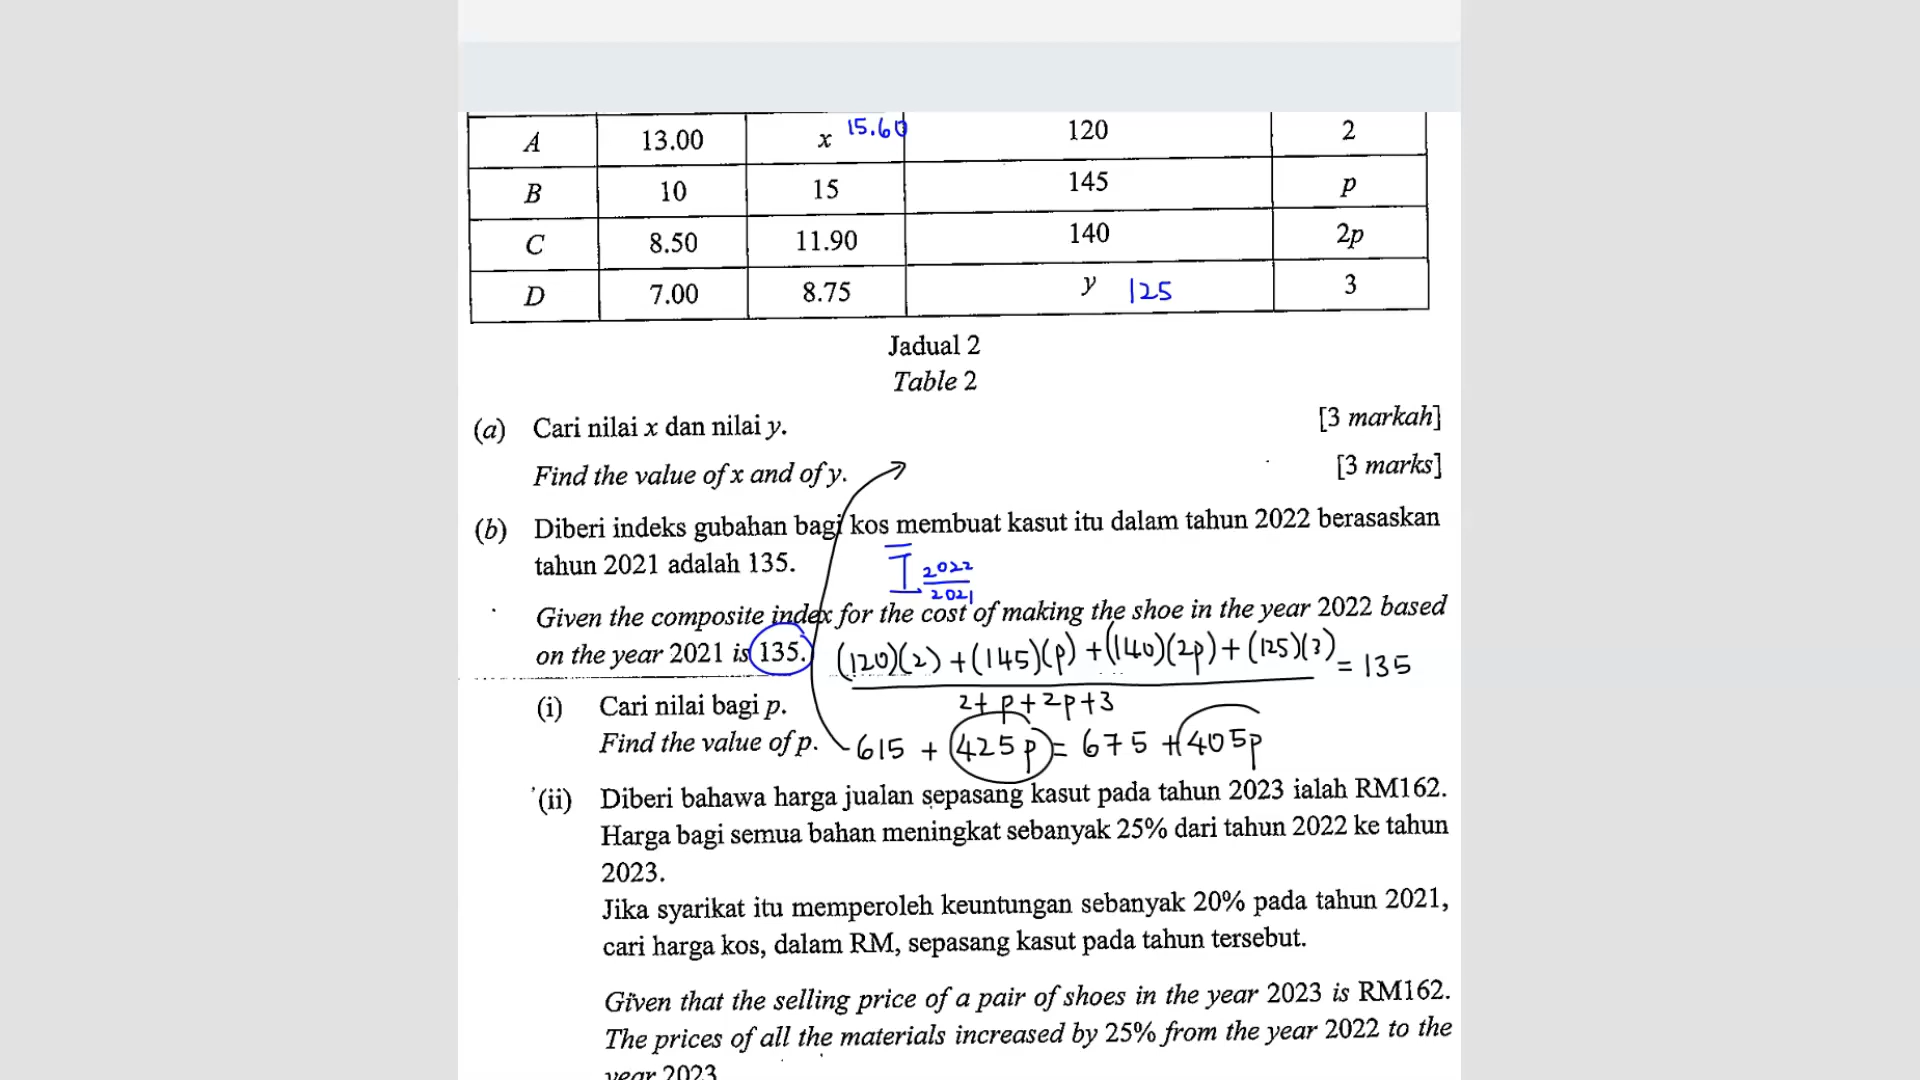 A 13.00 x 15.60 120 2
B 10 15 145 p
C 8.50 11.90 140 2p
D 7.00 8.75 y 125 3
Jadual 2
Table 2
(a) Cari nilai x dan nilai y. [3 markah]
Find the value of x and of y. [3 marks]
(b) Diberi indeks gubahan bagi kos membuat kasut itu dalam tahun 2022 berasaskan
tahun 2021 adalah 135.
I 2022/2021
Given the composite index for the cost of making the shoe in the year 2022 based
on the year 2021 is 135.
(120)(2)+(145)(p)+(140)(2p)+(125)(3) = 135
2+p+2p+3
(i) Cari nilai bagi p.
Find the value of p.
615 + 425p = 675 + 405p
(ii) Diberi bahawa harga jualan sepasang kasut pada tahun 2023 ialah RM162.
Harga bagi semua bahan meningkat sebanyak 25% dari tahun 2022 ke tahun
2023.
Jika syarikat itu memperoleh keuntungan sebanyak 20% pada tahun 2021,
cari harga kos, dalam RM, sepasang kasut pada tahun tersebut.
Given that the selling price of a pair of shoes in the year 2023 is RM162.
The prices of all the materials increased by 25% from the year 2022 to the
year 2023